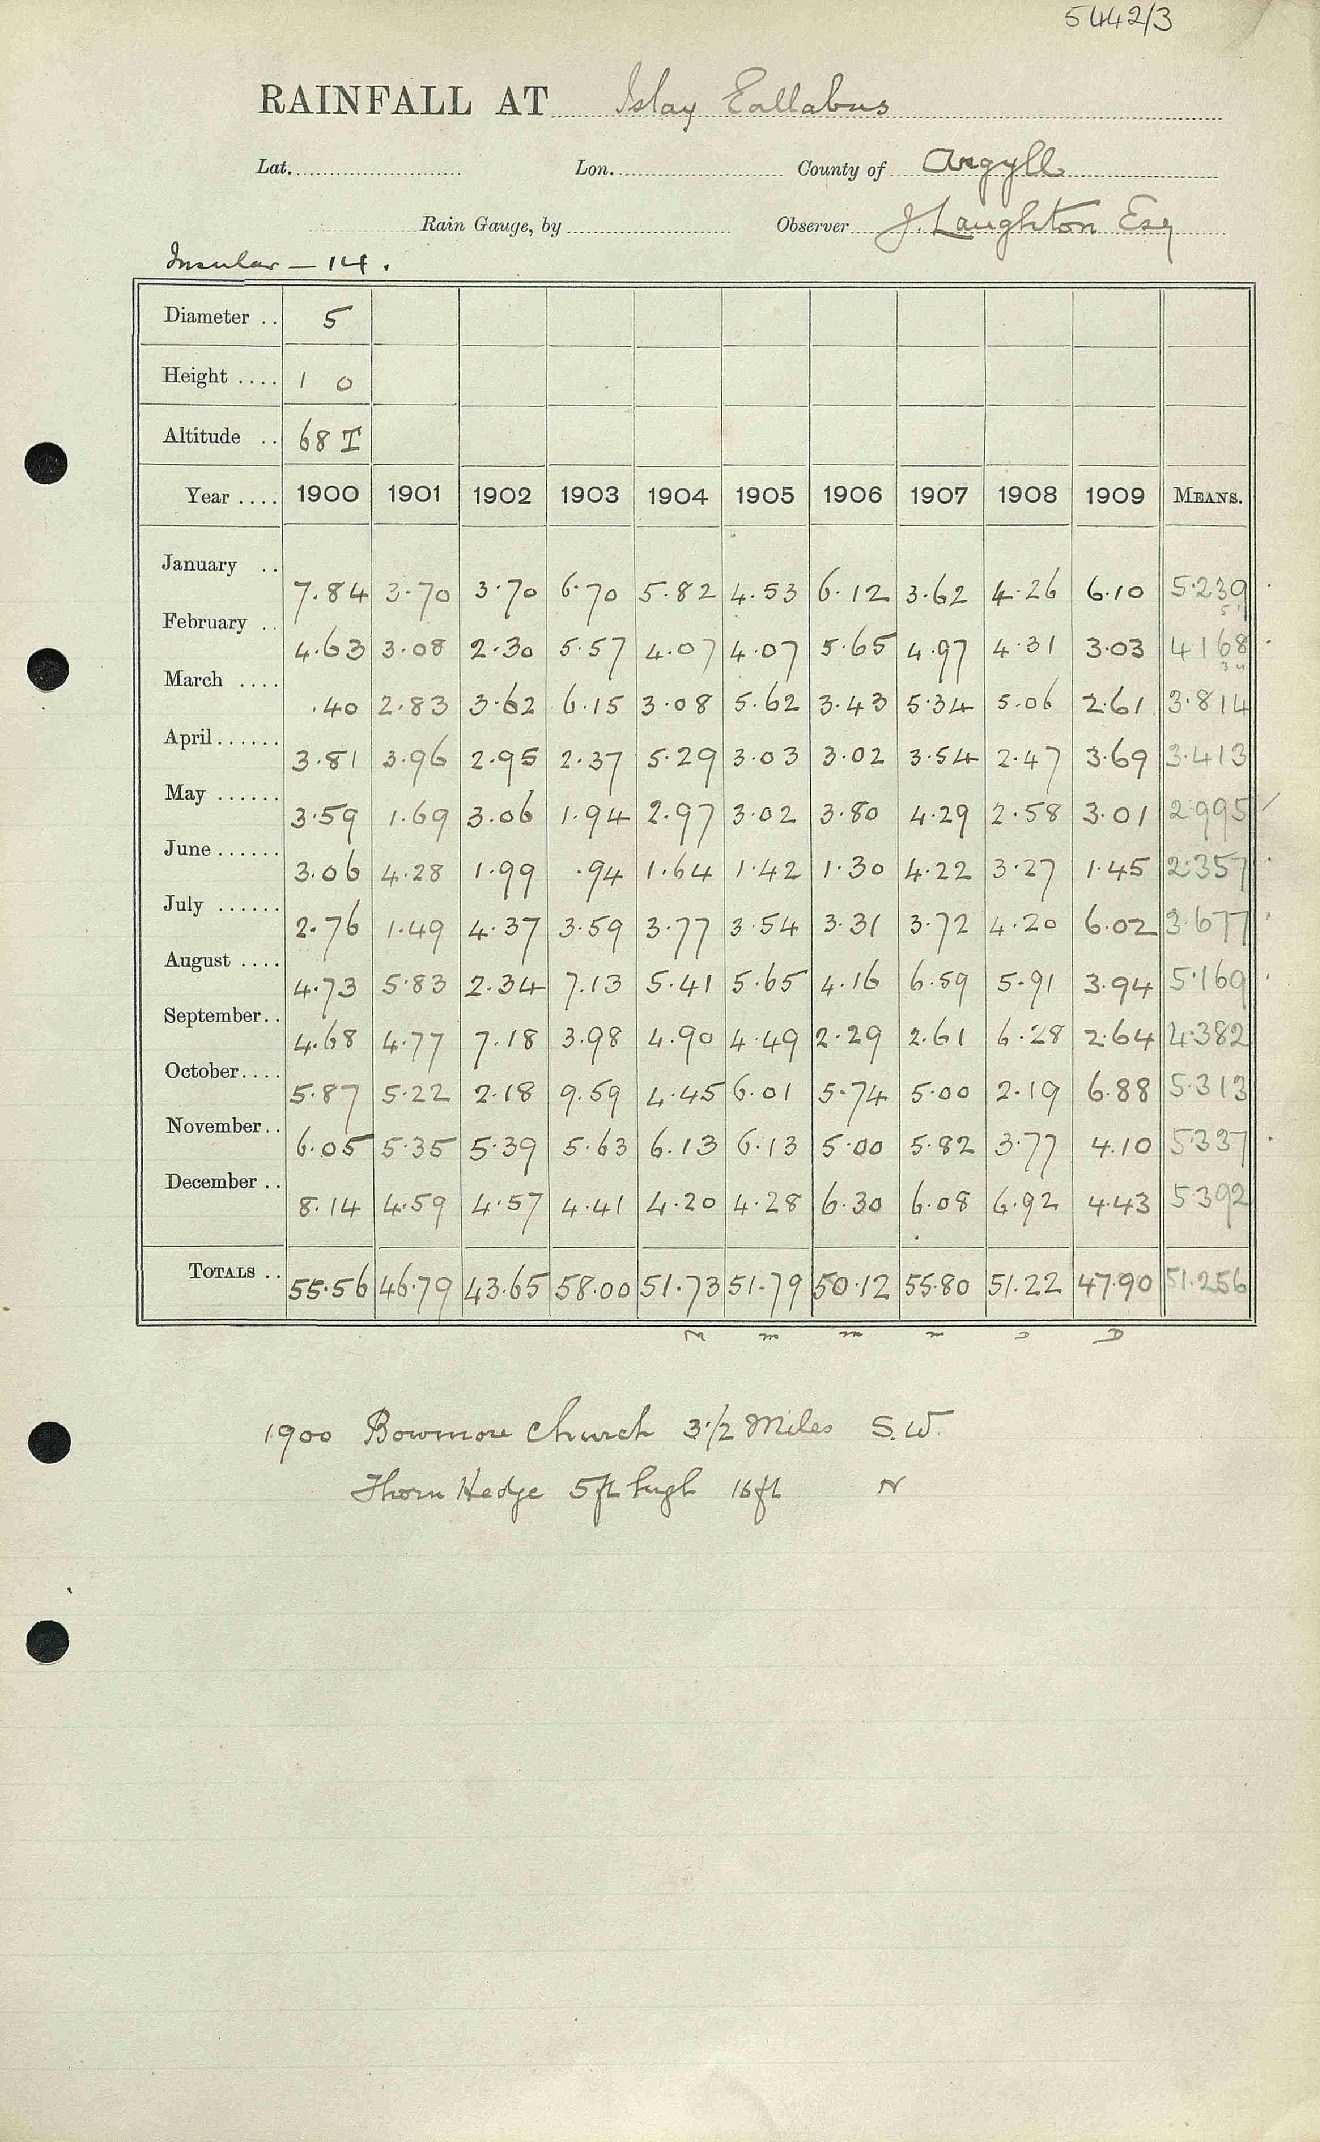 5442/3
RAINFALL AT Islay Eallabus
Lat. Lon. County of Argyll
Rain Gauge, by Observer J. Laughton Esq
Insular — 14.
Diameter .. 5
Height .... 1 0
Altitude .. 68 T
Year .... 1900 1901 1902 1903 1904 1905 1906 1907 1908 1909 MEANS.
January .. 7.84 3.70 3.70 6.70 5.82 4.53 6.12 3.62 4.26 6.10 5.239
February .. 4.63 3.08 2.30 5.57 4.07 4.07 5.65 4.97 4.31 3.03 4.168
March .... .40 2.83 3.62 6.15 3.08 5.62 3.43 5.34 5.06 2.61 3.814
April ...... 3.81 3.96 2.95 2.37 5.29 3.03 3.02 3.54 2.47 3.69 3.413
May ...... 3.59 1.69 3.06 1.94 2.97 3.02 3.80 4.29 2.58 3.01 2.995
June ...... 3.06 4.28 1.99 .94 1.64 1.42 1.30 4.22 3.27 1.45 2.357
July ...... 2.76 1.49 4.37 3.59 3.77 3.54 3.31 3.72 4.20 6.02 3.677
August .... 4.73 5.83 2.34 7.13 5.41 5.65 4.16 6.59 5.91 3.94 5.169
September .. 4.68 4.77 7.18 3.98 4.90 4.49 2.29 2.61 6.28 2.64 4.382
October .... 5.87 5.22 2.18 9.59 4.45 6.01 5.74 5.00 2.19 6.88 5.313
November .. 6.05 5.35 5.39 5.63 6.13 6.13 5.00 5.82 3.77 4.10 5.337
December .. 8.14 4.59 4.57 4.41 4.20 4.28 6.30 6.08 6.92 4.43 5.392
TOTALS .. 55.56 46.79 43.65 58.00 51.73 51.79 50.12 55.80 51.22 47.90 51.256
1900 Bowmore Church 3½ Miles S.W.
Thorn Hedge 5ft high 16ft N